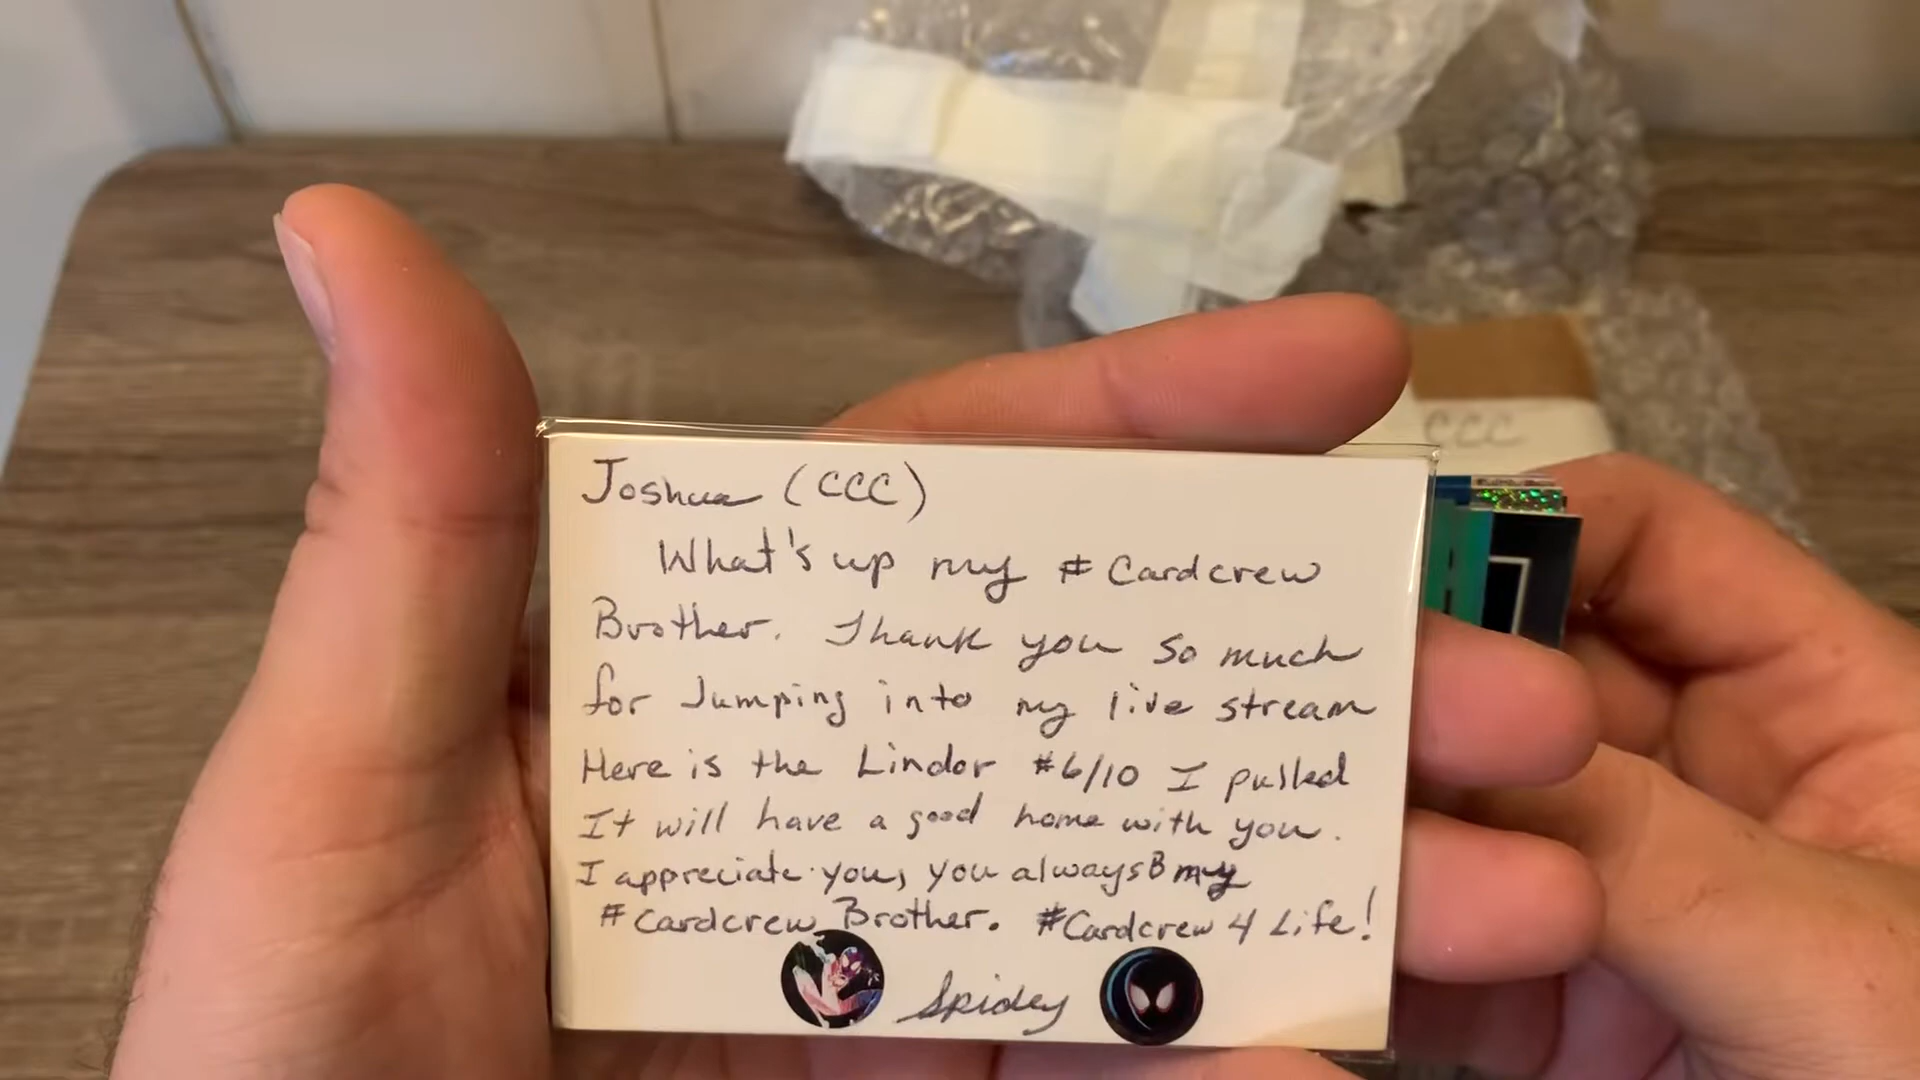 Joshua (CCC)
What's up my #Cardcrew
Brother. Thank you so much
for Jumping into my live stream
Here is the Lindor #6/10 I pulled
It will have a good home with you.
I appreciate you, you always B my
#Cardcrew Brother. #Cardcrew 4 Life!
Spidey
CCC